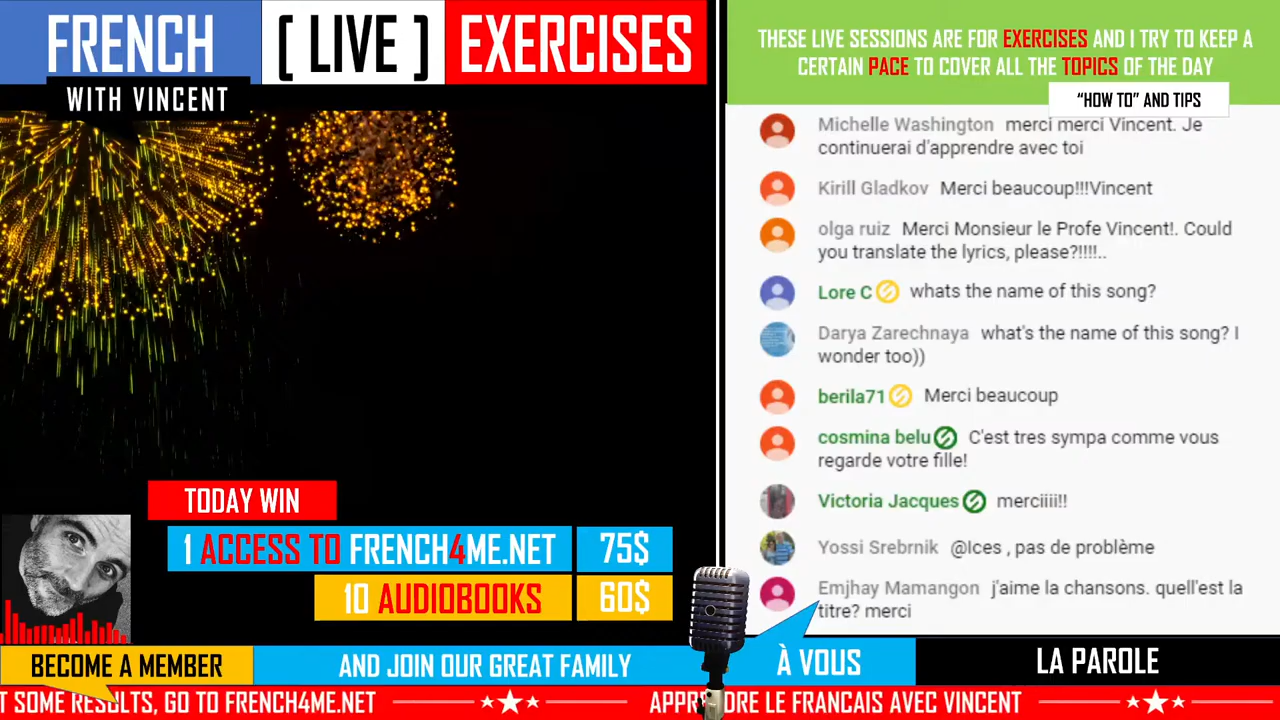 FRENCH [ LIVE ] EXERCISES
WITH VINCENT
THESE LIVE SESSIONS ARE FOR EXERCISES AND I TRY TO KEEP A
CERTAIN PACE TO COVER ALL THE TOPICS OF THE DAY
“HOW TO” AND TIPS
Michelle Washington merci merci Vincent. Je
continuerai d'apprendre avec toi
Kirill Gladkov Merci beaucoup!!!Vincent
olga ruiz Merci Monsieur le Profe Vincent!. Could
you translate the lyrics, please?!!!!..
Lore C whats the name of this song?
Darya Zarechnaya what's the name of this song? I
wonder too))
berila71 Merci beaucoup
cosmina belu C'est tres sympa comme vous
regarde votre fille!
Victoria Jacques merciiii!!
Yossi Srebrnik @Ices , pas de problème
Emjhay Mamangon j'aime la chansons. quell'est la
titre? merci
TODAY WIN
1 ACCESS TO FRENCH4ME.NET 75$
10 AUDIOBOOKS 60$
BECOME A MEMBER AND JOIN OUR GREAT FAMILY À VOUS LA PAROLE
T SOME RESULTS, GO TO FRENCH4ME.NET APPRENDRE LE FRANCAIS AVEC VINCENT